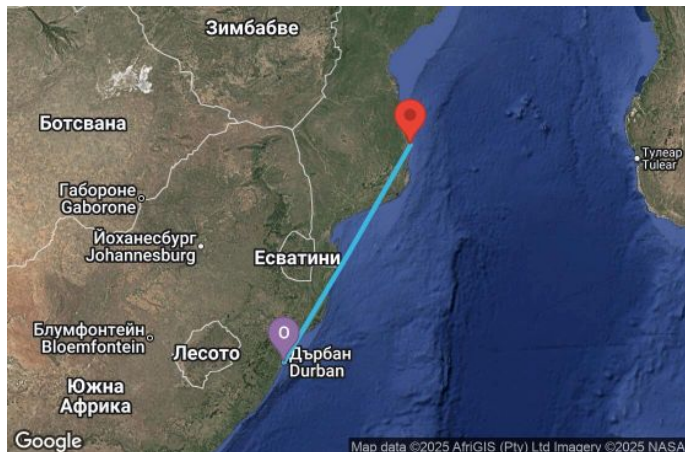 Зимбабве
Ботсвана
Тулеар
Tulear
Габороне
Gaborone
Йоханесбург
Johannesburg
Есватини
Блумфонтейн
Bloemfontein
Лесото
O
Дърбан
Durban
Южна
Африка
Google
Map data ©2025 AfriGIS (Pty) Ltd Imagery ©2025 NASA